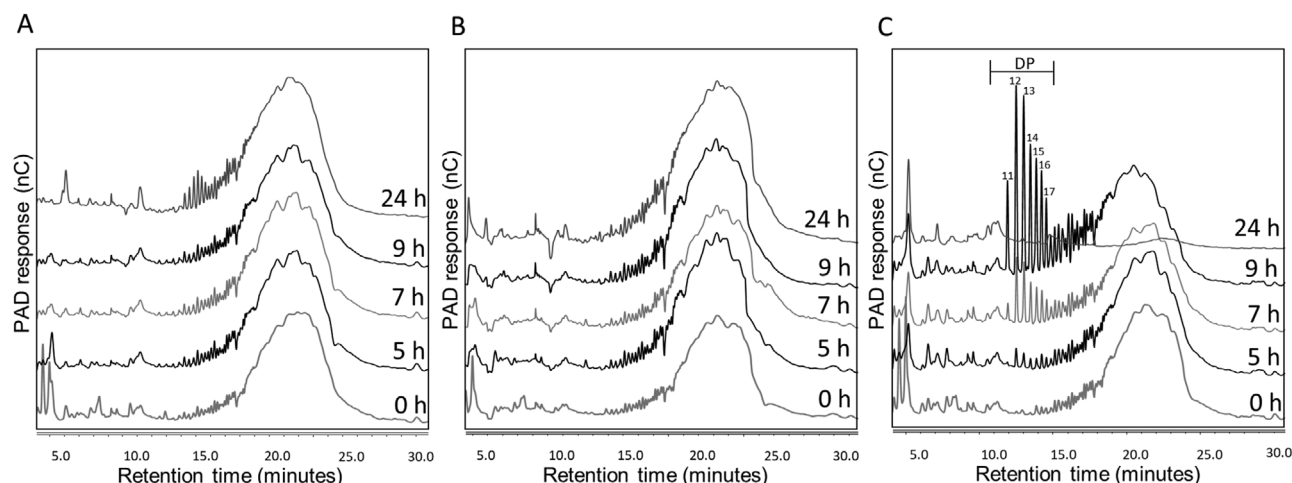 A
PAD response (nC)
24 h
9 h
7 h
5 h
0 h
5.0 10.0 15.0 20.0 25.0 30.0
Retention time (minutes)
B
PAD response (nC)
24 h
9 h
7 h
5 h
0 h
5.0 10.0 15.0 20.0 25.0 30.0
Retention time (minutes)
C
PAD response (nC)
DP
12
13
14
15
16
11
17
24 h
9 h
7 h
5 h
0 h
5.0 10.0 15.0 20.0 25.0 30.0
Retention time (minutes)